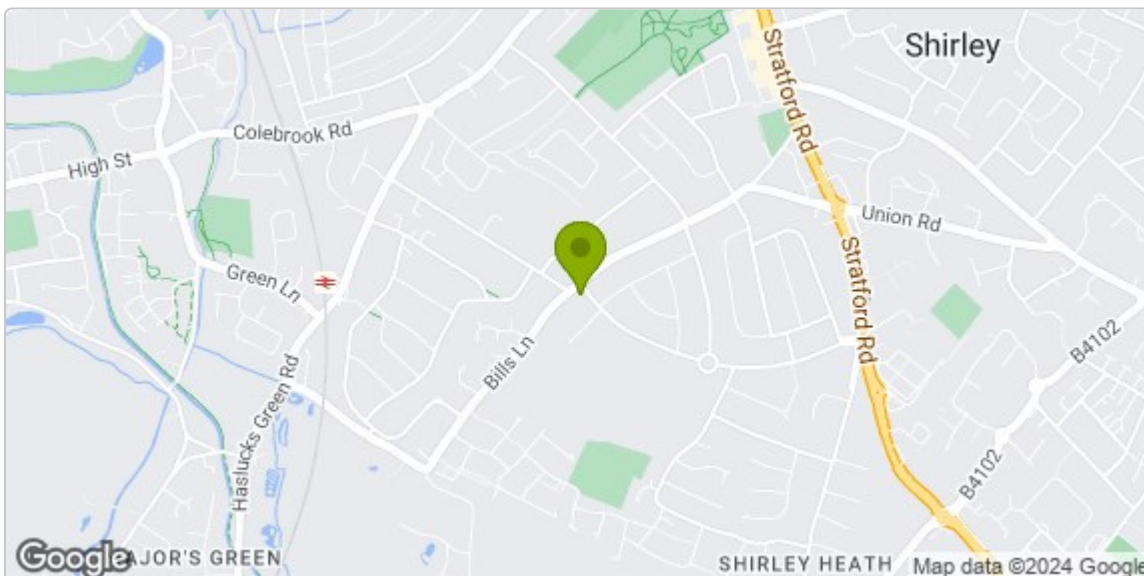 Shirley
Stratford Rd
Colebrook Rd
High St
Union Rd
Green Ln
Stratford Rd
B4102
Bills Ln
Haslucks Green Rd
B4102
Google
AJOR'S GREEN
SHIRLEY HEATH
Map data ©2024 Google